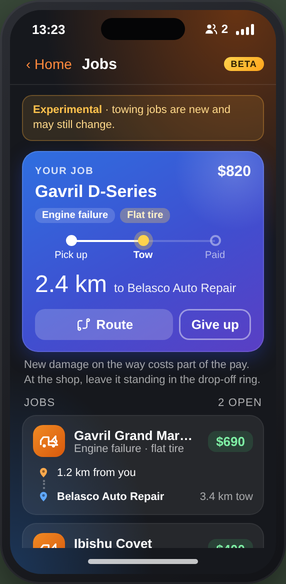 13:23 2
‹ Home Jobs BETA
Experimental · towing jobs are new and
may still change.
YOUR JOB $820
Gavril D-Series
Engine failure Flat tire
Pick up Tow Paid
2.4 km to Belasco Auto Repair
Route Give up
New damage on the way costs part of the pay.
At the shop, leave it standing in the drop-off ring.
JOBS 2 OPEN
Gavril Grand Mar... $690
Engine failure · flat tire
1.2 km from you
Belasco Auto Repair 3.4 km tow
Ibishu Covet